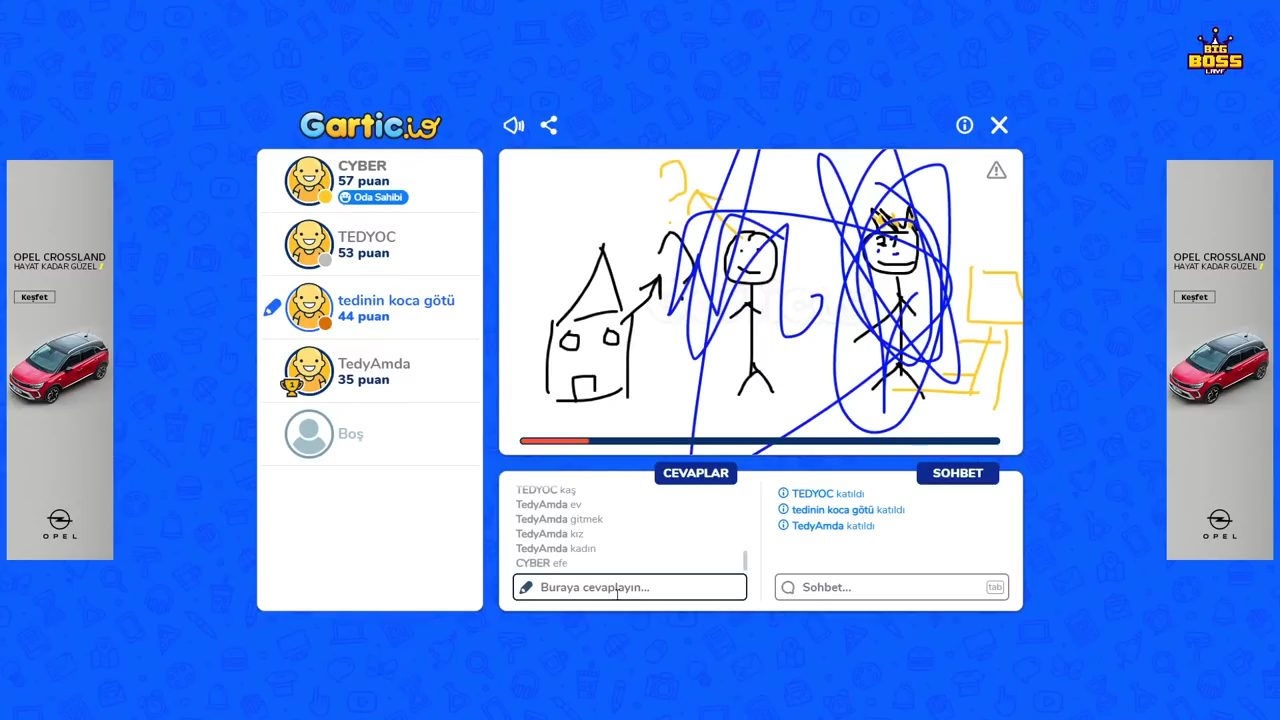 BIG
BOSS
Gartic.io
CYBER
57 puan
Oda Sahibi
TEDYOC
53 puan
tedinin koca götü
44 puan
TedyAmda
35 puan
1
Boş
OPEL CROSSLAND
HAYAT KADAR GÜZEL
Keşfet
OPEL
OPEL CROSSLAND
HAYAT KADAR GÜZEL
Keşfet
OPEL
CEVAPLAR
TEDYOC kaş
TedyAmda ev
TedyAmda gitmek
TedyAmda kız
TedyAmda kadın
CYBER efe
Buraya cevaplayın...
SOHBET
TEDYOC katıldı
tedinin koca götü katıldı
TedyAmda katıldı
Sohbet...
tab